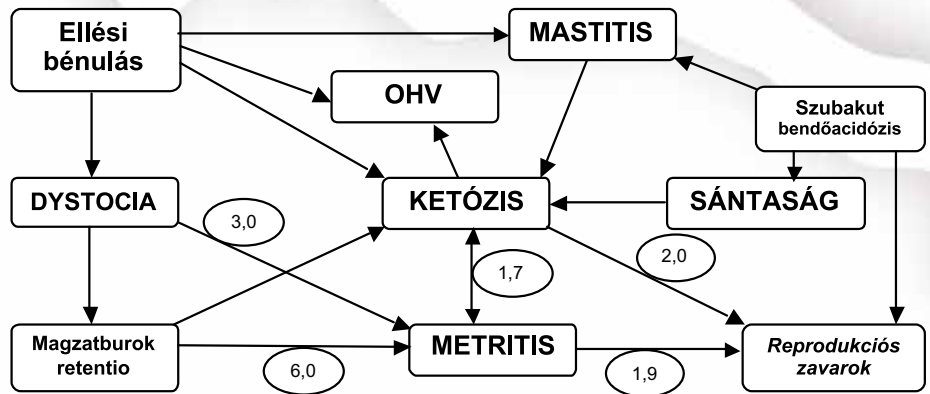 Ellési
bénulás
MASTITIS
OHV
Szubakut
bendőacidózis
DYSTOCIA
KETÓZIS
SÁNTASÁG
3,0
1,7
2,0
Magzatburok
retentio
METRITIS
Reprodukciós
zavarok
6,0
1,9